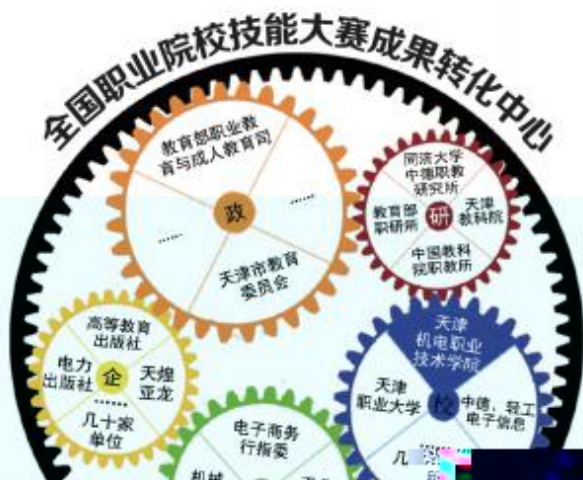 全国职业院校技能大赛成果转化中心
教育部职业教
育与成人教育司
政
……
……
天津市教育
委员会
同济大学
中德职教
研究所
教育部
职研所
研
天津
教科院
中国教科
院职教所
高等教育
出版社
电力
出版社
企
天煌
亚龙
……
几十家
单位
天津
机电职业
技术学院
天津
职业大学
校
中德、轻工
电子信息
几
电子商务
行指委
机械